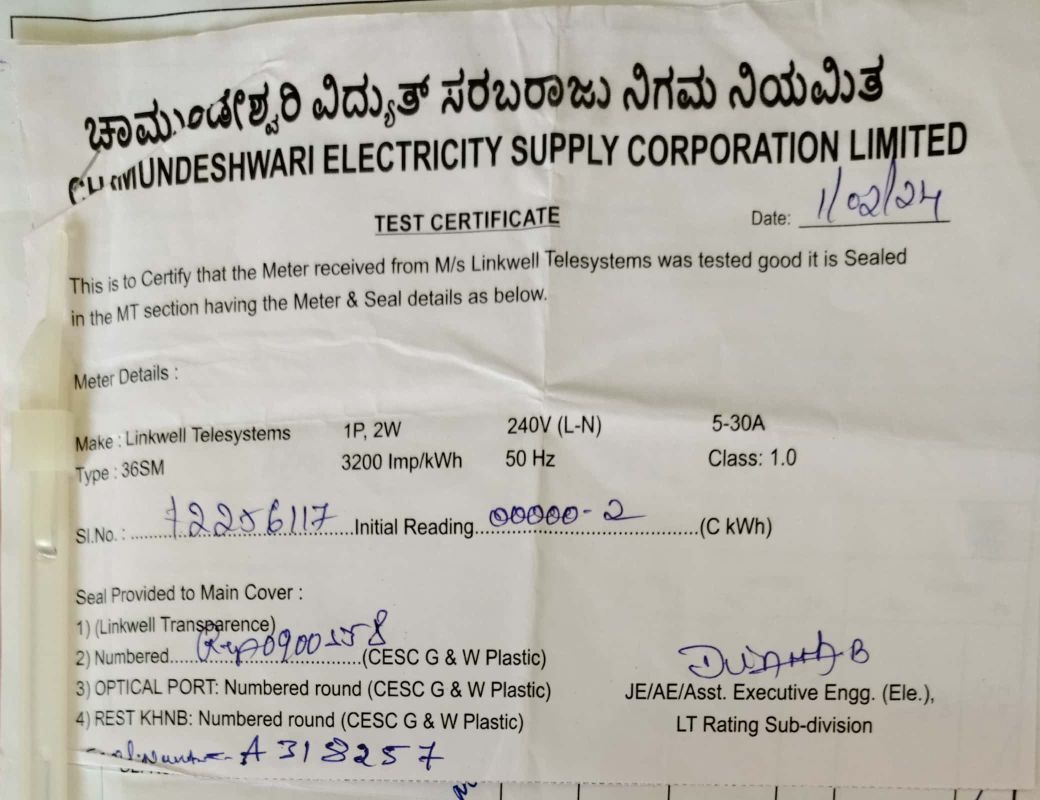 ಚಾಮುಂಡೇಶ್ವರಿ ವಿದ್ಯುತ್ ಸರಬರಾಜು ನಿಗಮ ನಿಯಮಿತ
CHAMUNDESHWARI ELECTRICITY SUPPLY CORPORATION LIMITED
TEST CERTIFICATE Date: 1/02/24
This is to Certify that the Meter received from M/s Linkwell Telesystems was tested good it is Sealed
in the MT section having the Meter & Seal details as below.
Meter Details :
Make : Linkwell Telesystems 1P, 2W 240V (L-N) 5-30A
Type : 36SM 3200 Imp/kWh 50 Hz Class: 1.0
Sl.No. : 72256117 Initial Reading 00000-2 (C kWh)
Seal Provided to Main Cover :
1) (Linkwell Transparence)
2) Numbered (CESC G & W Plastic)
3) OPTICAL PORT: Numbered round (CESC G & W Plastic)
JE/AE/Asst. Executive Engg. (Ele.),
4) REST KHNB: Numbered round (CESC G & W Plastic)
LT Rating Sub-division
A 318257